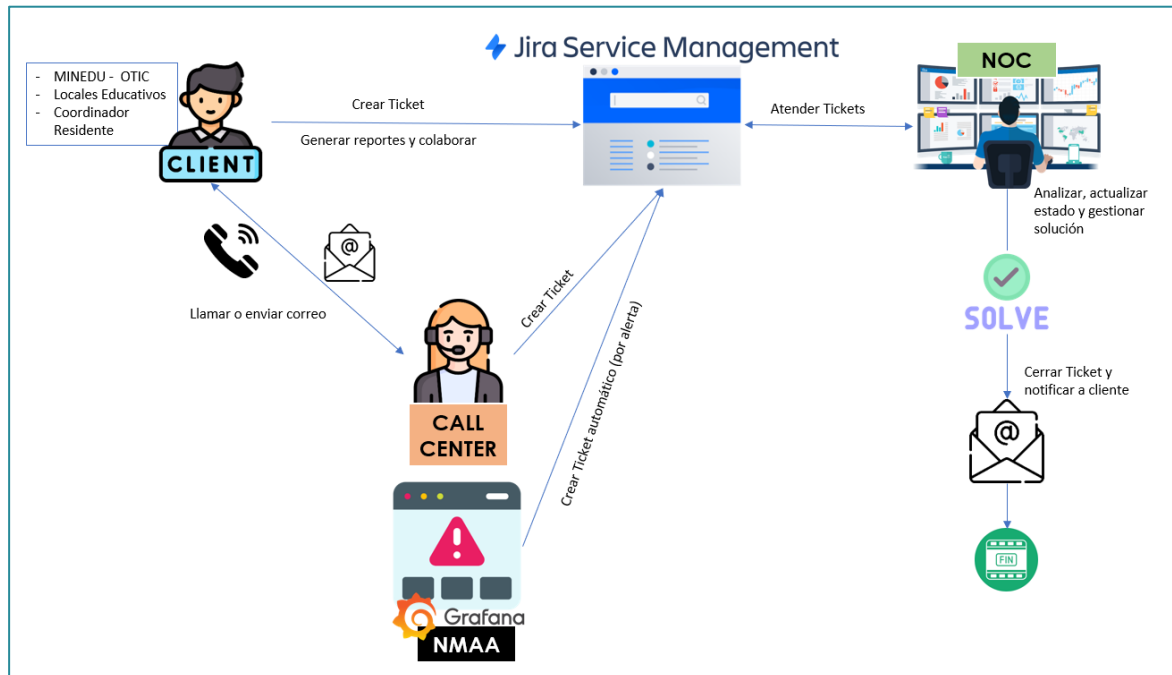 Jira Service Management
NOC
- MINEDU - OTIC
- Locales Educativos
- Coordinador
Residente
CLIENT
Crear Ticket
Generar reportes y colaborar
Atender Tickets
Analizar, actualizar
estado y gestionar
solución
@
Llamar o enviar correo
Crear Ticket
Crear Ticket automático (por alerta)
SOLVE
Cerrar Ticket y
notificar a cliente
@
CALL
CENTER
FIN
Grafana
NMAA